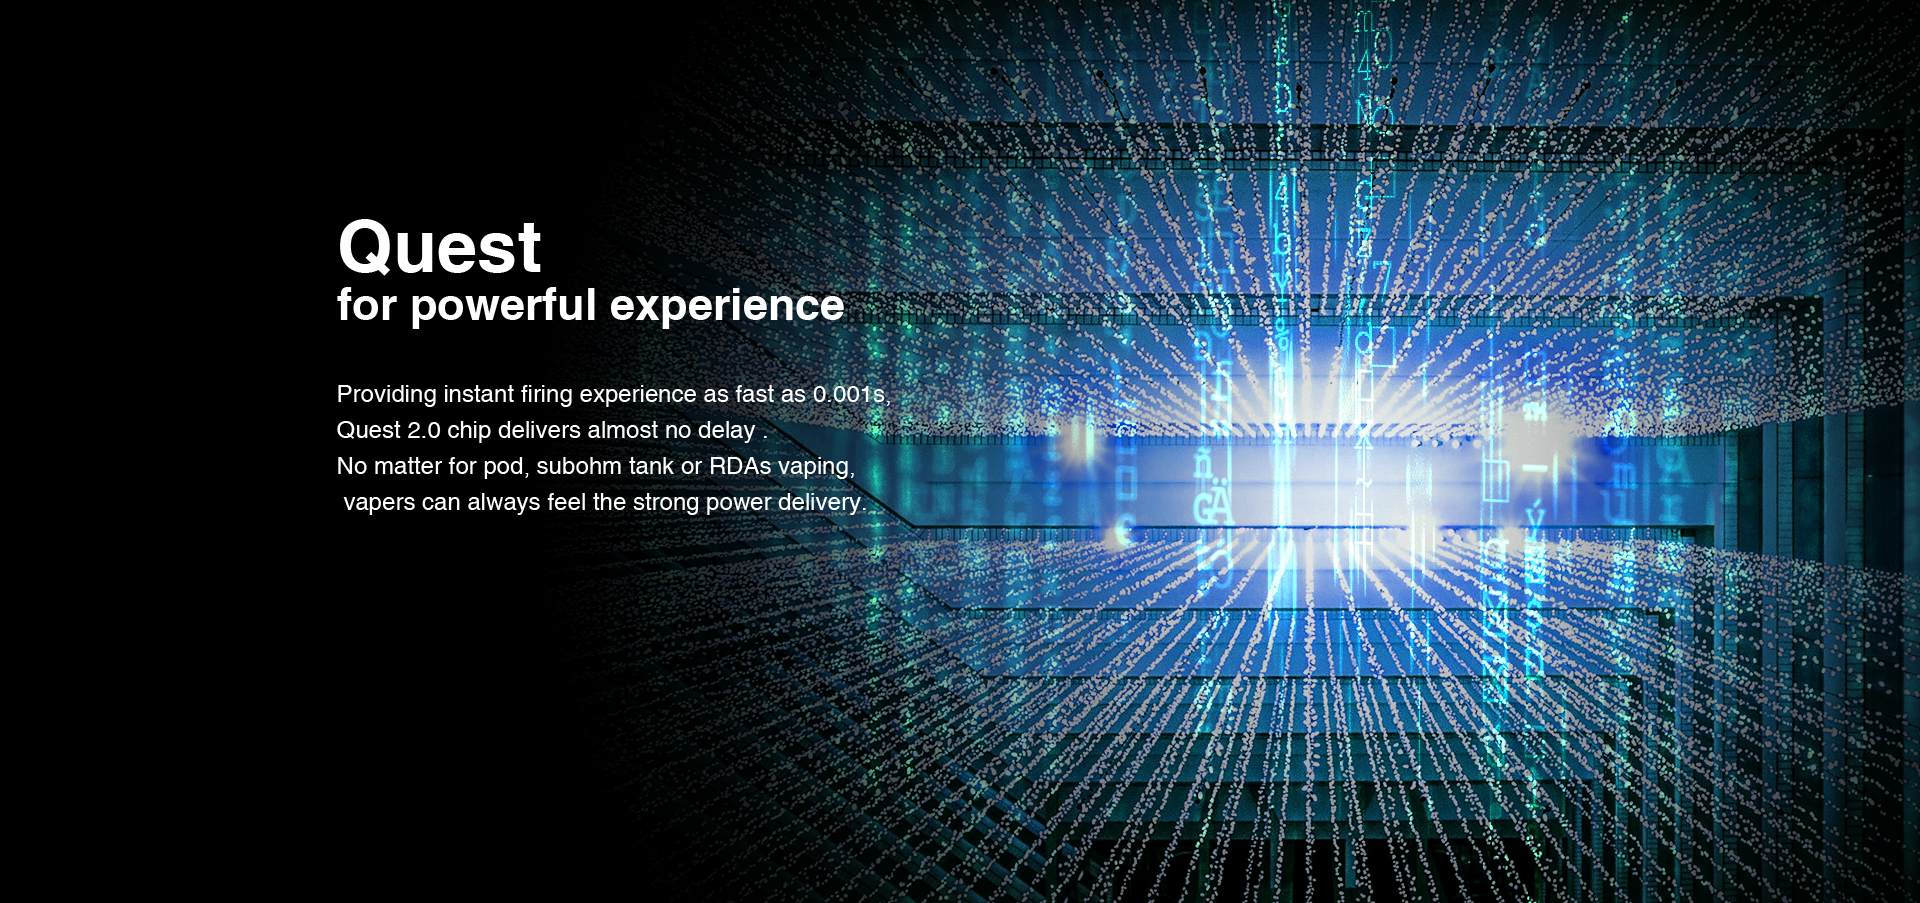 Quest
for powerful experience
Providing instant firing experience as fast as 0.001s,
Quest 2.0 chip delivers almost no delay .
No matter for pod, subohm tank or RDAs vaping,
vapers can always feel the strong power delivery.